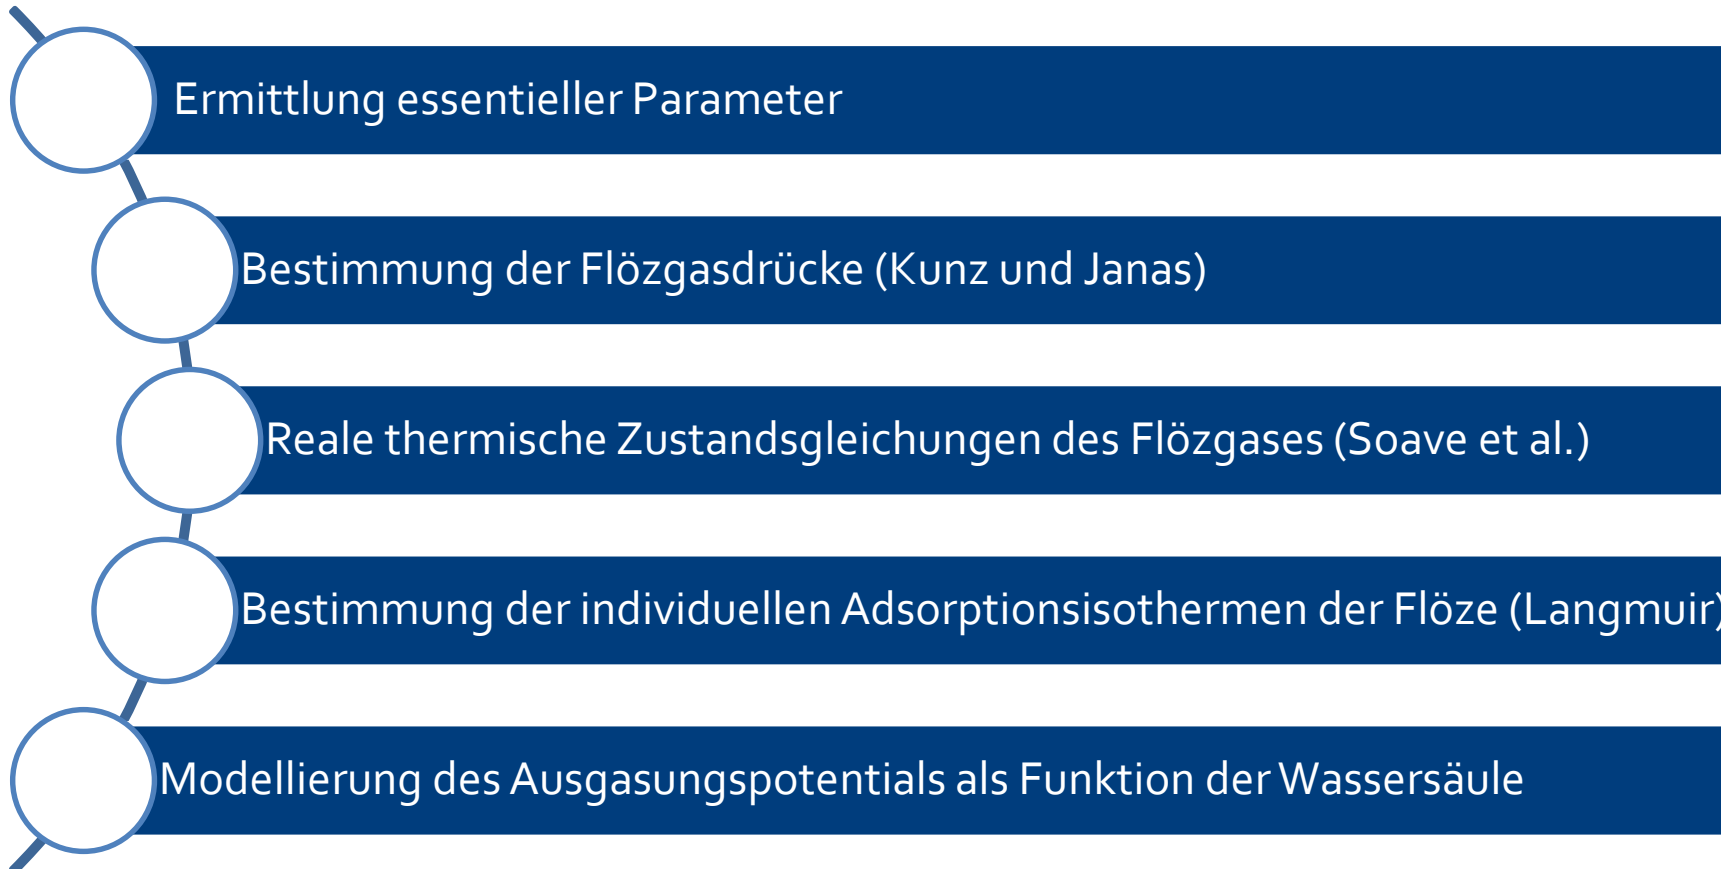 Ermittlung essentieller Parameter
Bestimmung der Flözgasdrücke (Kunz und Janas)
Reale thermische Zustandsgleichungen des Flözgases (Soave et al.)
Bestimmung der individuellen Adsorptionsisothermen der Flöze (Langmuir)
Modellierung des Ausgasungspotentials als Funktion der Wassersäule